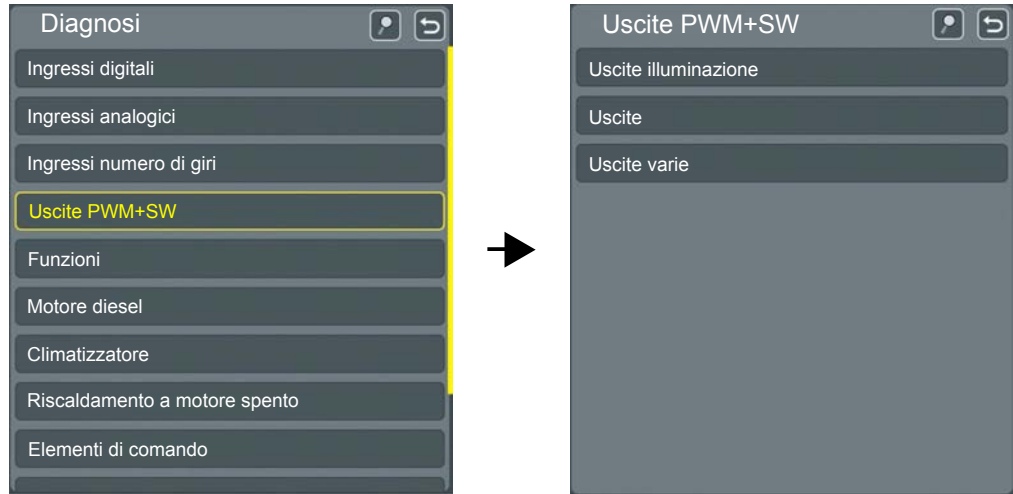 Diagnosi
Ingressi digitali
Ingressi analogici
Ingressi numero di giri
Uscite PWM+SW
Funzioni
Motore diesel
Climatizzatore
Riscaldamento a motore spento
Elementi di comando
Uscite PWM+SW
Uscite illuminazione
Uscite
Uscite varie